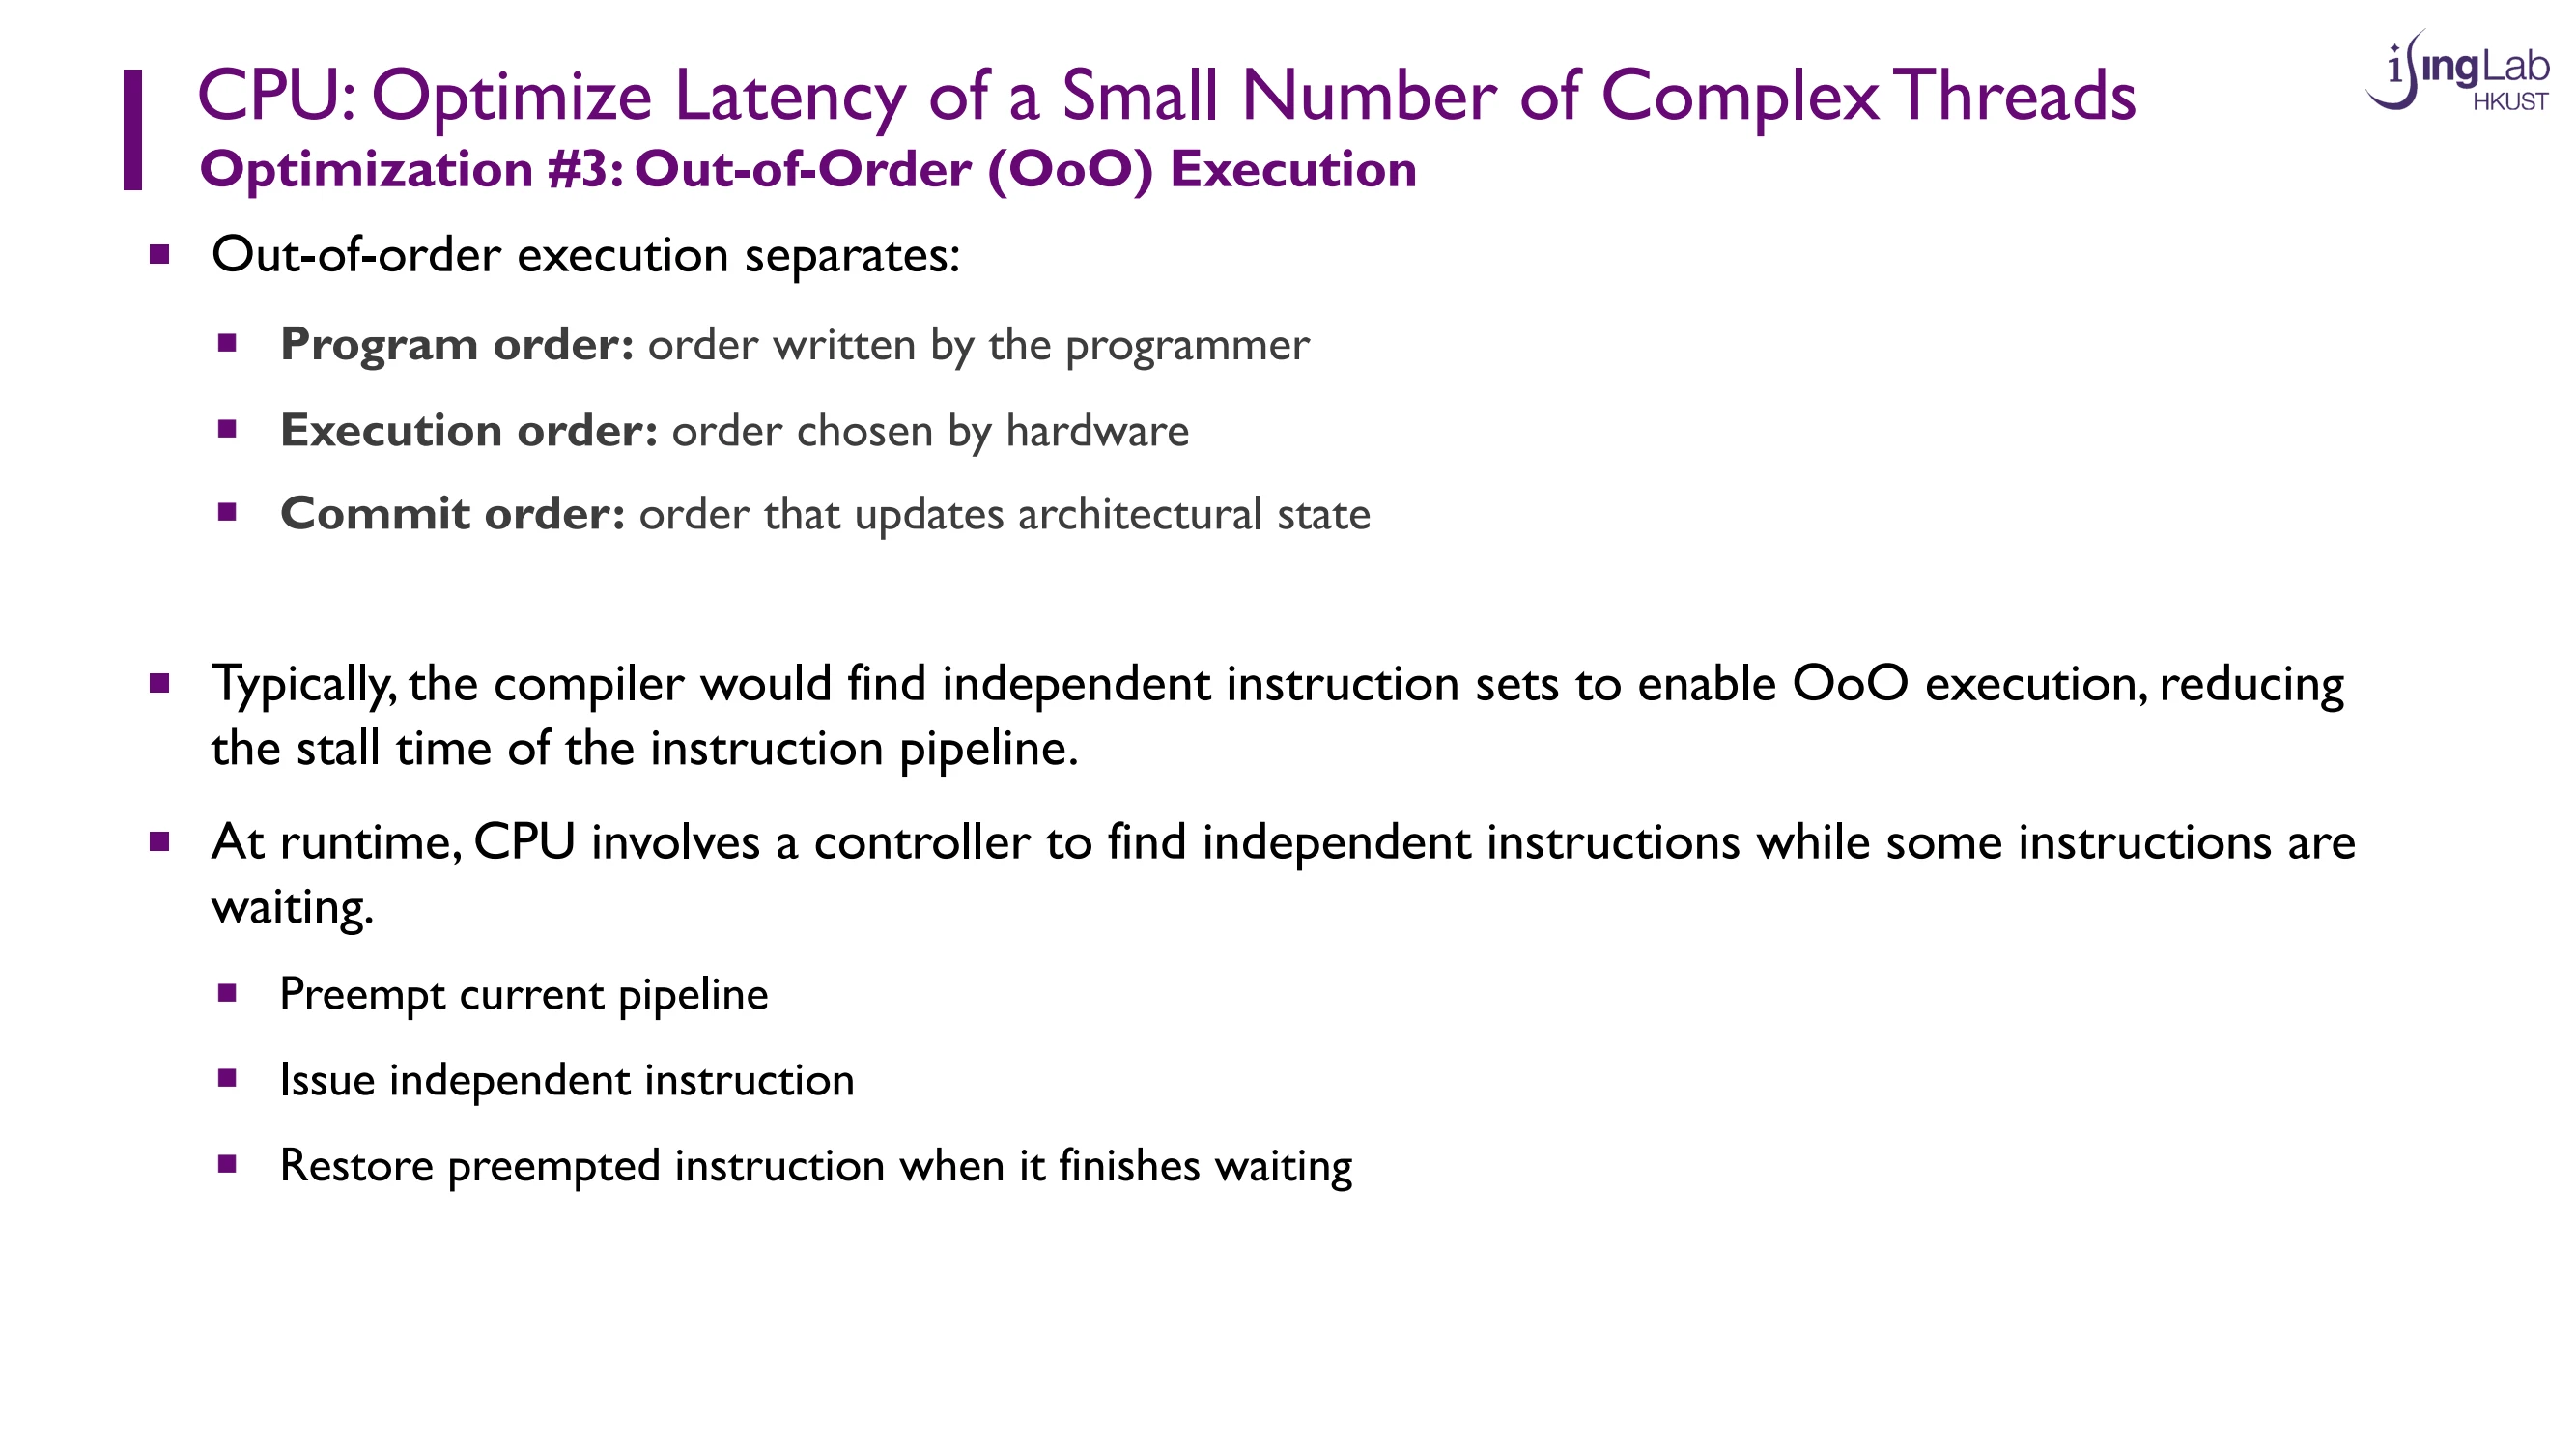 CPU: Optimize Latency of a Small Number of Complex Threads
Optimization #3: Out-of-Order (OoO) Execution
iSingLab
HKUST
Out-of-order execution separates:
Program order: order written by the programmer
Execution order: order chosen by hardware
Commit order: order that updates architectural state
Typically, the compiler would find independent instruction sets to enable OoO execution, reducing
the stall time of the instruction pipeline.
At runtime, CPU involves a controller to find independent instructions while some instructions are
waiting.
Preempt current pipeline
Issue independent instruction
Restore preempted instruction when it finishes waiting